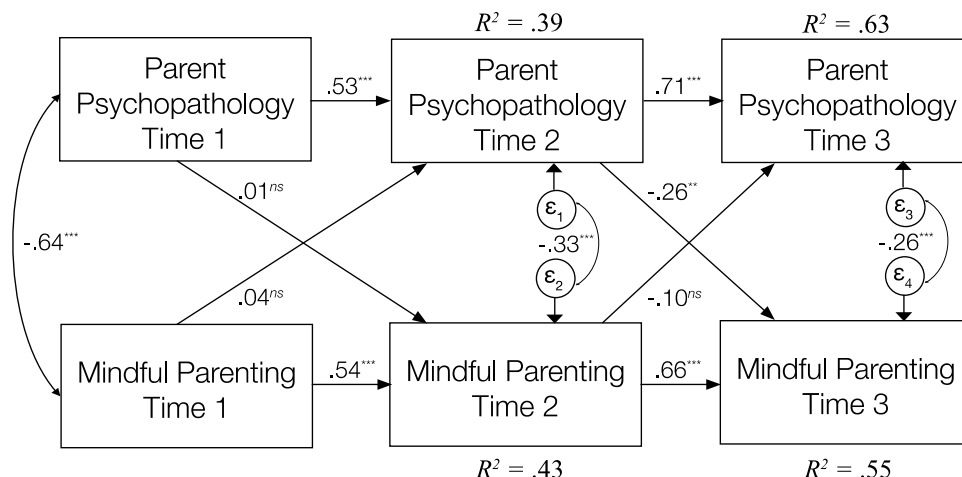 R² = .39
R² = .63
Parent
Psychopathology
Time 1
.53***
Parent
Psychopathology
Time 2
.71***
Parent
Psychopathology
Time 3
.01ns
-.26**
ε1
-.33***
ε2
ε3
-.26***
ε4
-.64***
.04ns
-.10ns
Mindful Parenting
Time 1
.54***
Mindful Parenting
Time 2
.66***
Mindful Parenting
Time 3
R² = .43
R² = .55